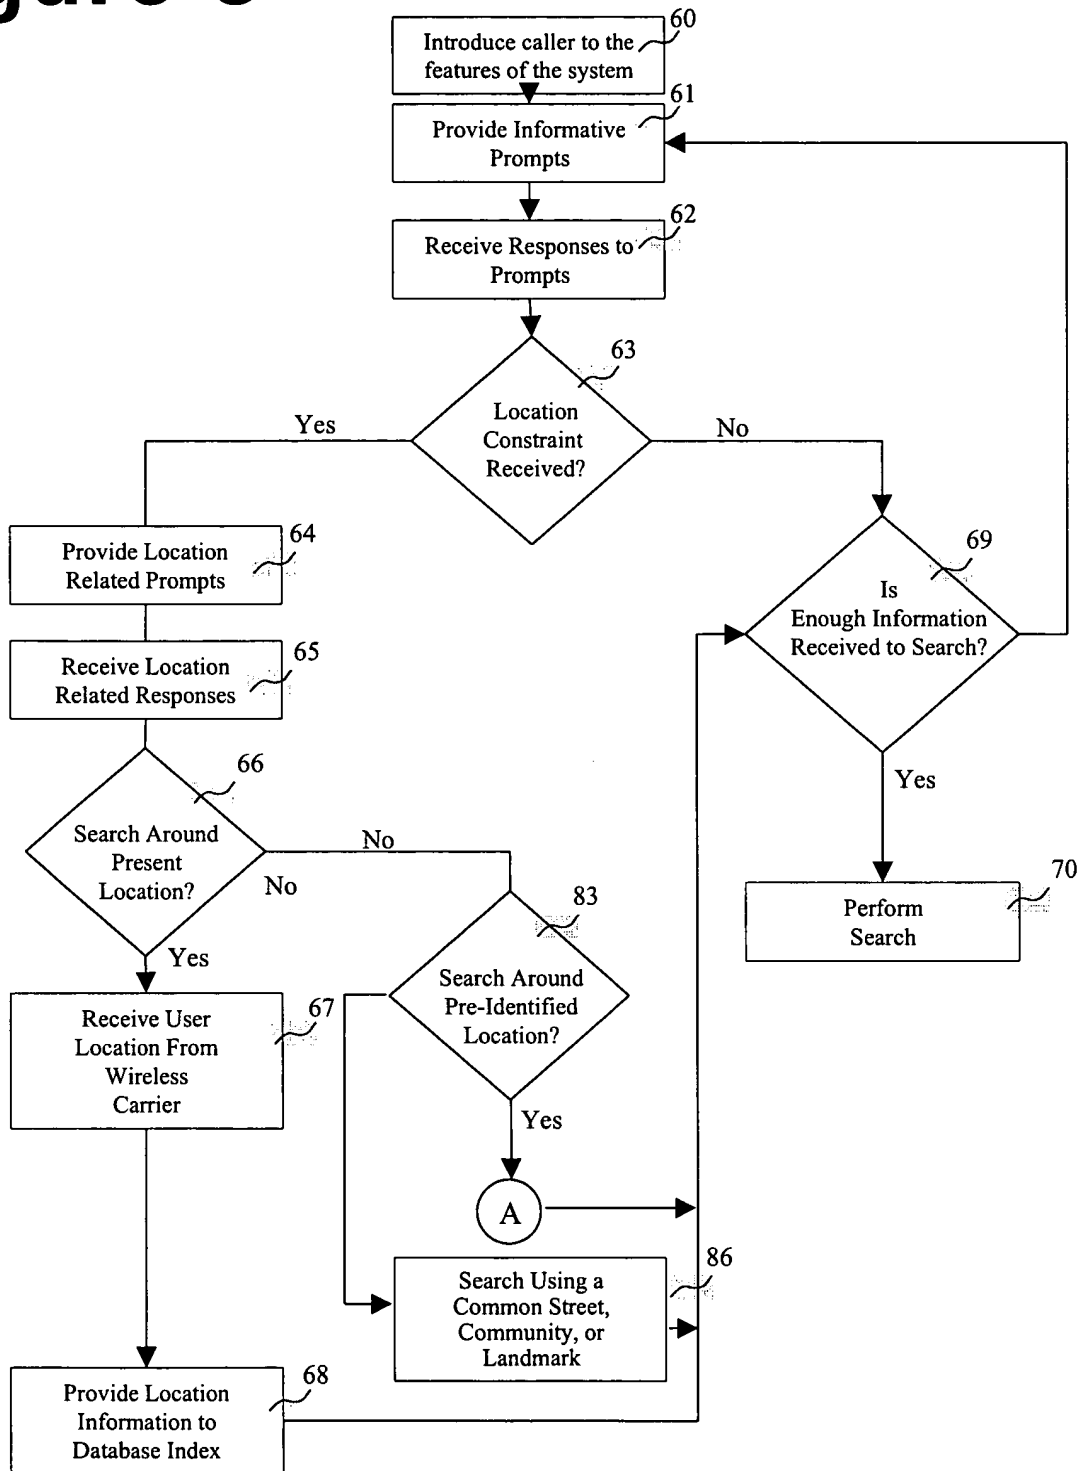 60
Introduce caller to the
features of the system
61
Provide Informative
Prompts
62
Receive Responses to
Prompts
63
Location
Constraint
Received?
Yes
No
64
Provide Location
Related Prompts
69
Is
Enough Information
Received to Search?
65
Receive Location
Related Responses
66
Search Around
Present
Location?
No
No
Yes
Yes
70
Perform
Search
83
Search Around
Pre-Identified
Location?
67
Receive User
Location From
Wireless
Carrier
Yes
A
86
Search Using a
Common Street,
Community, or
Landmark
68
Provide Location
Information to
Database Index